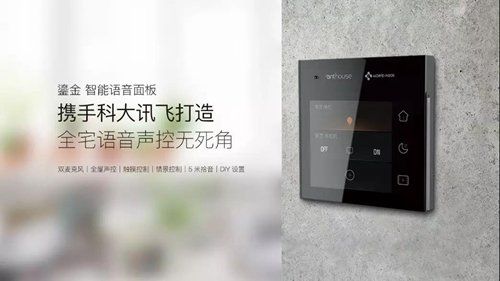 鎏金 智能语音面板
携手科大讯飞打造
全宅语音声控无死角
双麦克风 | 全屋声控 | 触摸控制 | 情景控制 | 5 米拾音 | DIY 设置
anthouse
OFF
ON